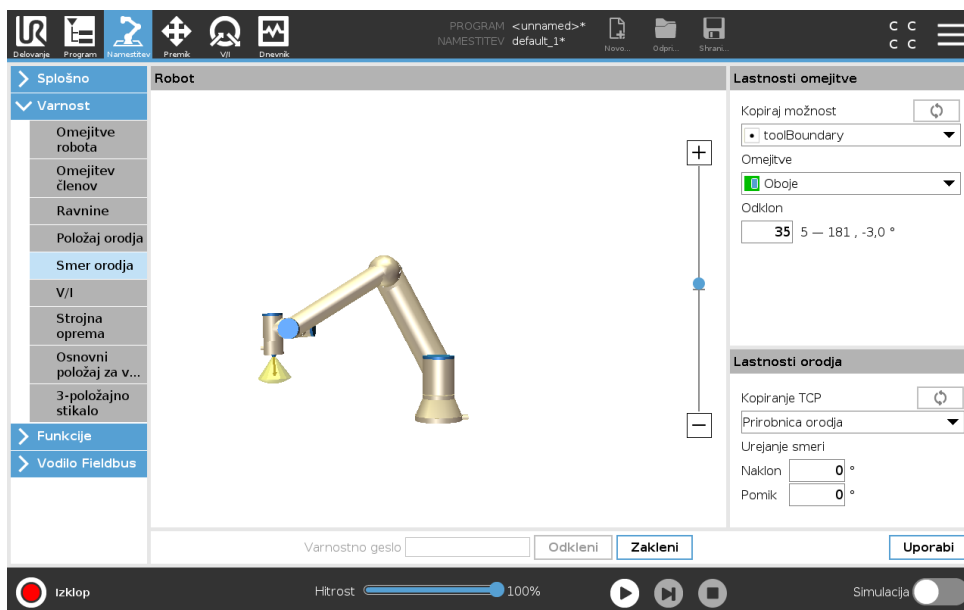 PROGRAM <unnamed>*
NAMESTITEV default_1*
Delovanje
Program
Namestitev
Premik
V/I
Dnevnik
Novo...
Odpri...
Shrani...
C C
C C
Splošno
Varnost
Omejitve
robota
Omejitev
členov
Ravnine
Položaj orodja
Smer orodja
V/I
Strojna
oprema
Osnovni
položaj za v...
3-položajno
stikalo
Funkcije
Vodilo Fieldbus
Robot
Lastnosti omejitve
Kopiraj možnost
toolBoundary
Omejitve
Oboje
Odklon
35 5 — 181 , -3,0 °
Lastnosti orodja
Kopiranje TCP
Prirobnica orodja
Urejanje smeri
Naklon 0 °
Pomik 0 °
Varnostno geslo Odkleni Zakleni Uporabi
Izklop
Hitrost 100%
Simulacija